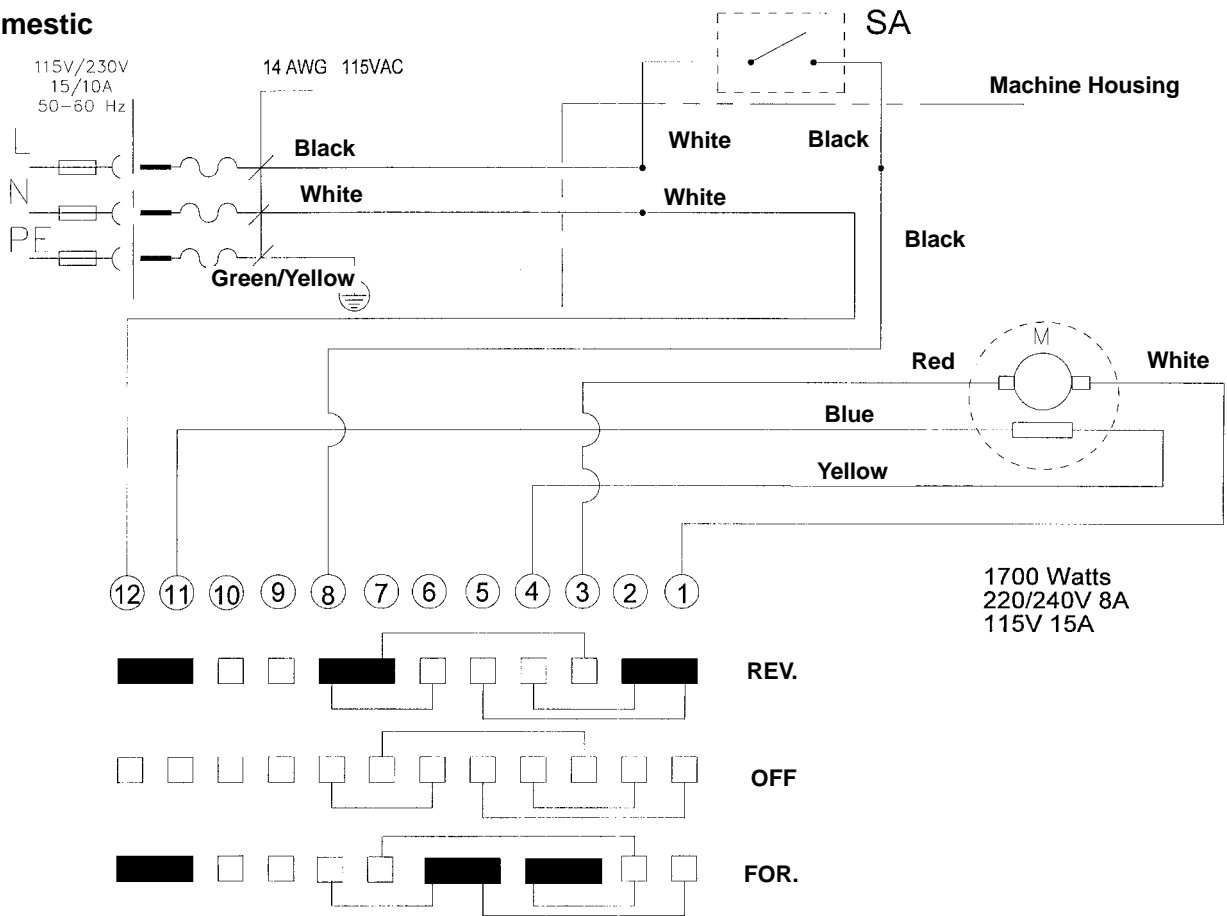 mestic
SA
115V/230V
15/10A
50-60 Hz
14 AWG 115VAC
Machine Housing
L
Black
White
Black
N
White
White
PE
Black
Green/Yellow
M
Red
White
Blue
Yellow
12 11 10 9 8 7 6 5 4 3 2 1
1700 Watts
220/240V 8A
115V 15A
REV.
OFF
FOR.